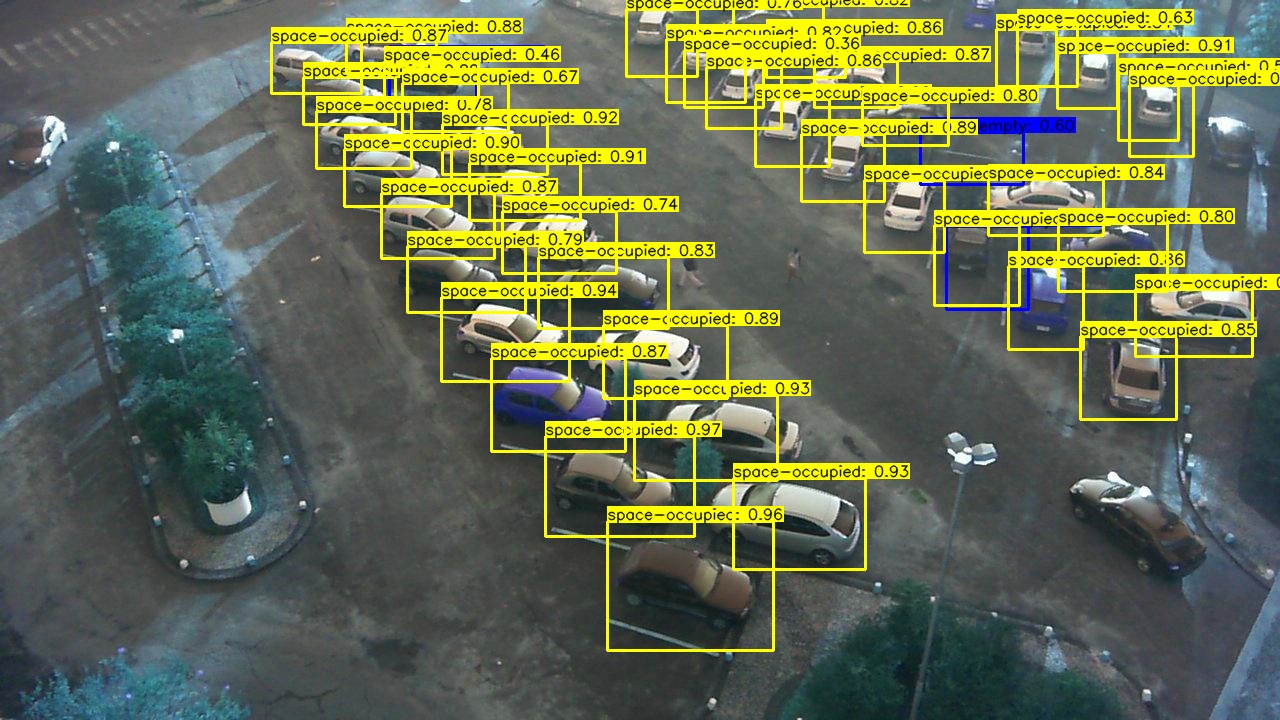 space-occupied: 0.63
space-occupied: 0.88
space-occupied: 0.87
space-occupied: 0.86
space-occupied: 0.82
space-occupied: 0.36
space-occupied: 0.91
space-occupied: 0.46
space-occupied: 0.87
space-occupied: 0.86
space-occupied: 0.67
space-occupied: 0.80
space-occupied: 0.78
space-occupied: 0.92
empty: 0.60
space-occupied: 0.89
space-occupied: 0.90
space-occupied: 0.91
space-occupied: 0.84
space-occupied: 0.87
space-occupied: 0.74
space-occupied: 0.80
space-occupied: 0.79
space-occupied: 0.83
space-occupied: 0.86
space-occupied: 0.94
space-occupied: 0.89
space-occupied: 0.85
space-occupied: 0.87
space-occupied: 0.93
space-occupied: 0.97
space-occupied: 0.93
space-occupied: 0.96